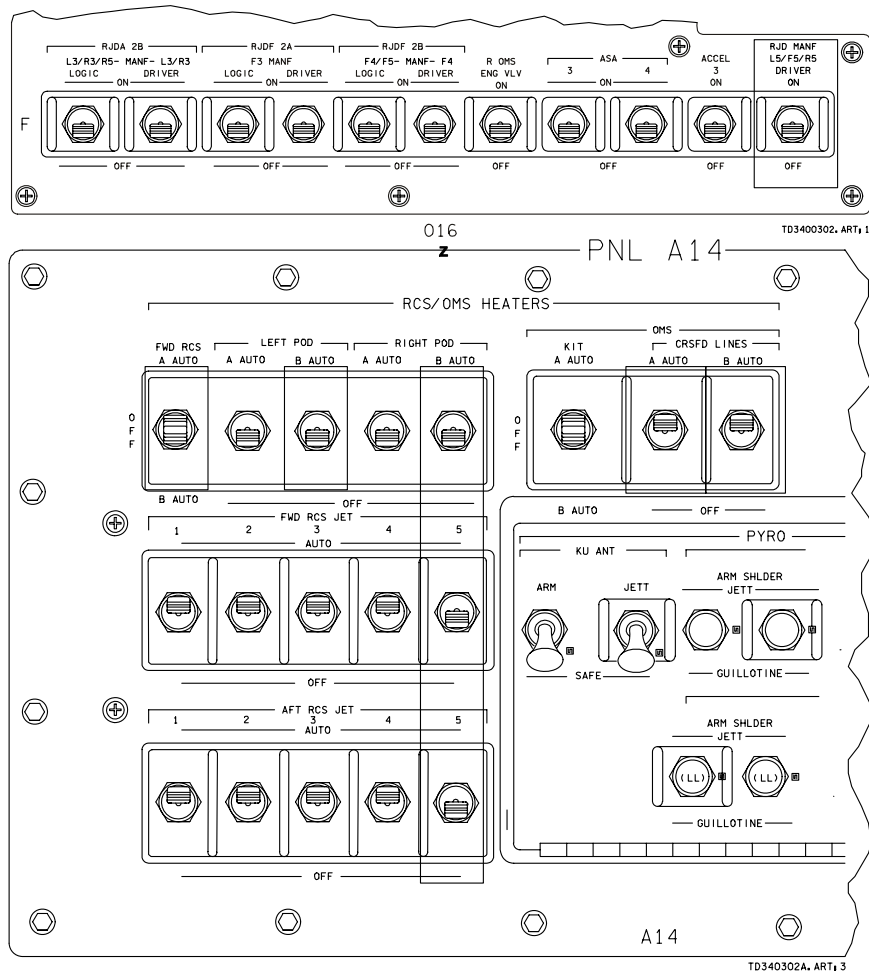 RJDA 2B RJDF 2A RJDF 2B
L3/R3/R5- MANF- L3/R3 F3 MANF F4/F5- MANF- F4 R OMS ASA ACCEL RJD MANF
LOGIC DRIVER LOGIC DRIVER LOGIC DRIVER ENG VLV 3 4 3 L5/F5/R5
ON ON ON ON ON ON DRIVER
ON
F
OFF OFF OFF OFF OFF OFF OFF
O16
TD3400302. ART; 1
Z
PNL A14
RCS/OMS HEATERS
FWD RCS LEFT POD RIGHT POD
A AUTO A AUTO B AUTO A AUTO B AUTO
OFF
B AUTO OFF
OMS
KIT CRSFD LINES
A AUTO A AUTO B AUTO
OFF
B AUTO OFF
FWD RCS JET
1 2 3 4 5
AUTO
OFF
AFT RCS JET
1 2 3 4 5
AUTO
OFF
PYRO
KU ANT
ARM JETT
SAFE
ARM SHLDER
JETT
GUILLOTINE
ARM SHLDER
JETT
(LL) (LL)
GUILLOTINE
A14
TD340302A. ART; 3